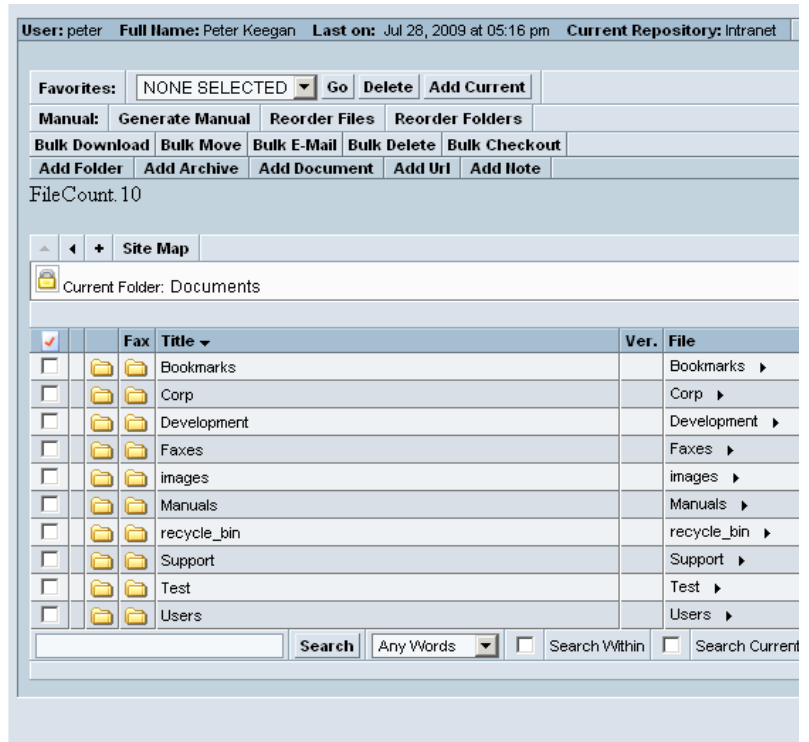 User: peter Full Name: Peter Keegan Last on: Jul 28, 2009 at 05:16 pm Current Repository: Intranet
Favorites: NONE SELECTED Go Delete Add Current
Manual: Generate Manual Reorder Files Reorder Folders
Bulk Download Bulk Move Bulk E-Mail Bulk Delete Bulk Checkout
Add Folder Add Archive Add Document Add Url Add Note
FileCount.10
+ Site Map
Current Folder: Documents
Fax Title Ver. File
Bookmarks Bookmarks
Corp Corp
Development Development
Faxes Faxes
images images
Manuals Manuals
recycle_bin recycle_bin
Support Support
Test Test
Users Users
Search Any Words Search Within Search Current